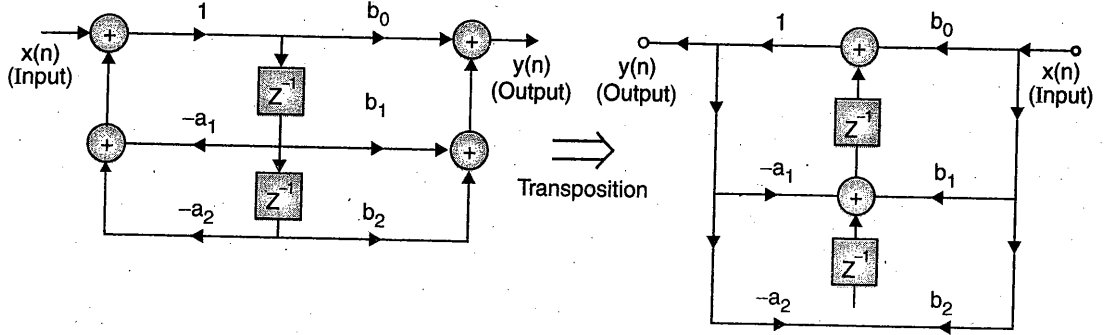 1 b₀
x(n)
(Input)
+ +
y(n)
(Output)
Z⁻¹
–a₁ b₁
+ +
Z⁻¹
–a₂ b₂
Transposition
1 b₀
y(n)
(Output)
+
x(n)
(Input)
Z⁻¹
–a₁ b₁
+
Z⁻¹
–a₂ b₂